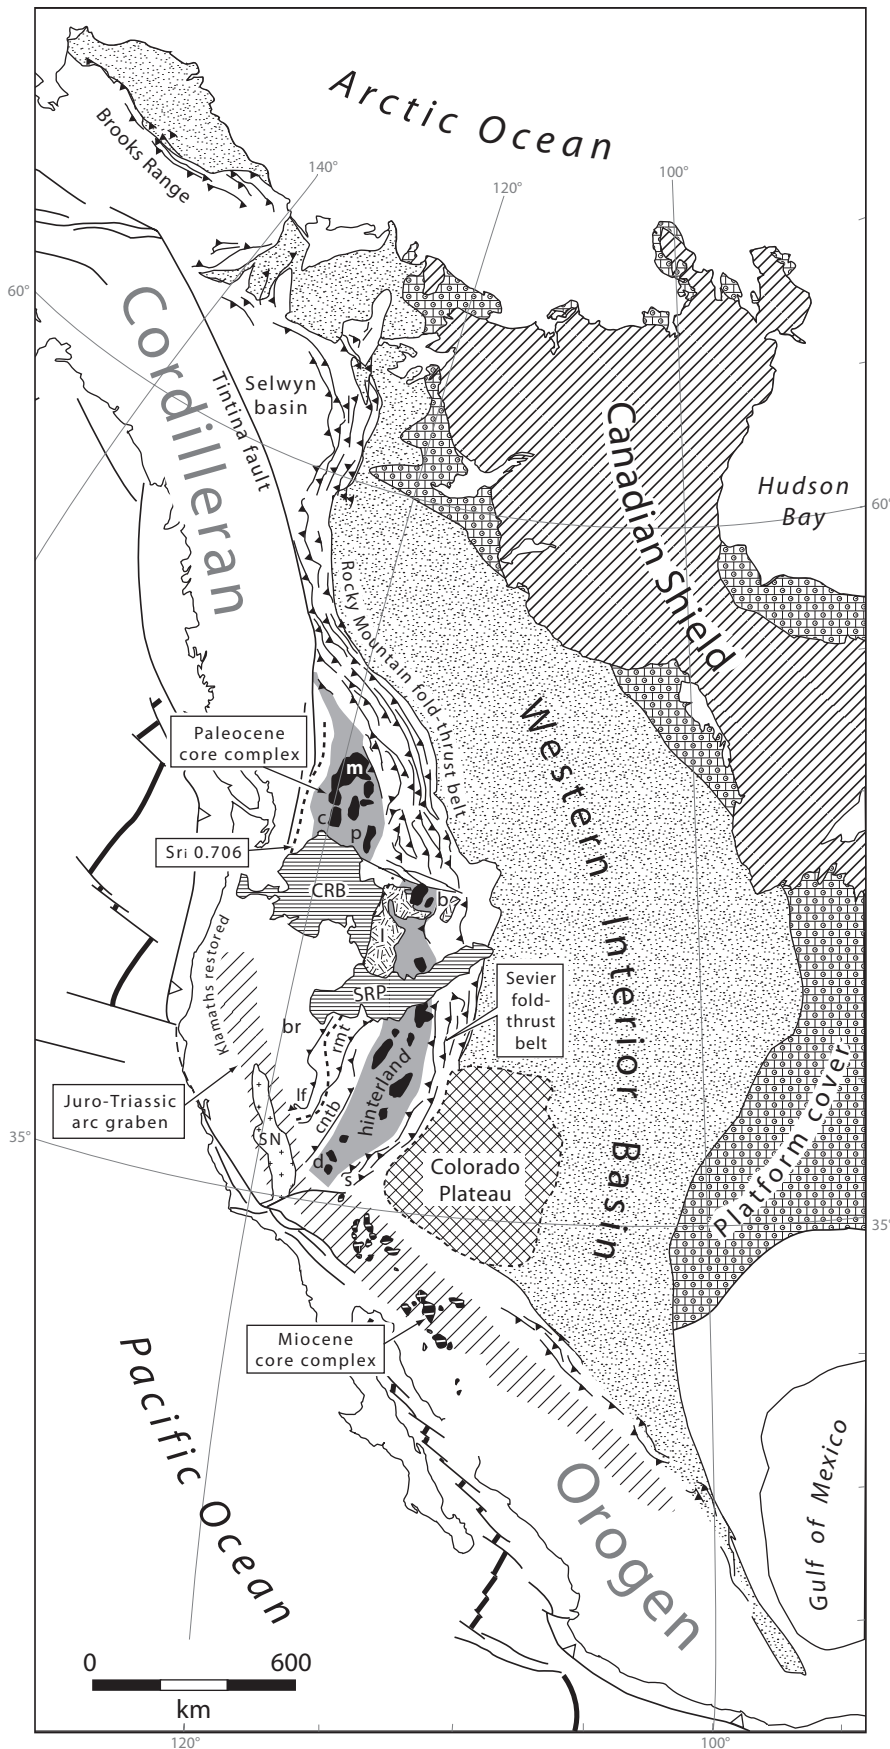 Arctic Ocean
Brooks Range
140°
120°
100°
60°
Cordilleran
Tintina fault
Selwyn
basin
Canadian Shield
Hudson
Bay
60°
Rocky Mountain fold-thrust belt
Western Interior Basin
Paleocene
core complex
m
c
p
Sri 0.706
CRB
b
l
Klamaths restored
SRP
Sevier
fold-
thrust
belt
br
rmt
hinterland
Juro-Triassic
arc graben
lf
cntb
SN
d
s
35°
Colorado
Plateau
Platform cover
35°
Miocene
core complex
Pacific Ocean
Orogen
Gulf of Mexico
0 600
km
120°
100°